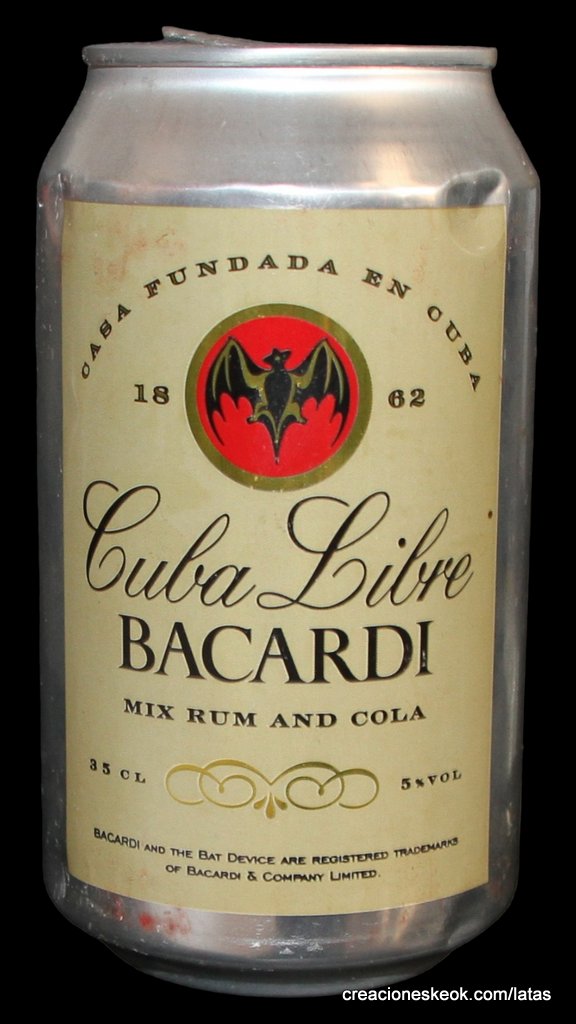 CASA FUNDADA EN CUBA
18 62
Cuba Libre
BACARDI
MIX RUM AND COLA
35 CL 5% VOL
BACARDI AND THE BAT DEVICE ARE REGISTERED TRADEMARKS
OF BACARDI & COMPANY LIMITED.
creacioneskeok.com/latas